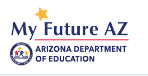 My Future AZ
ARIZONA DEPARTMENT
OF EDUCATION